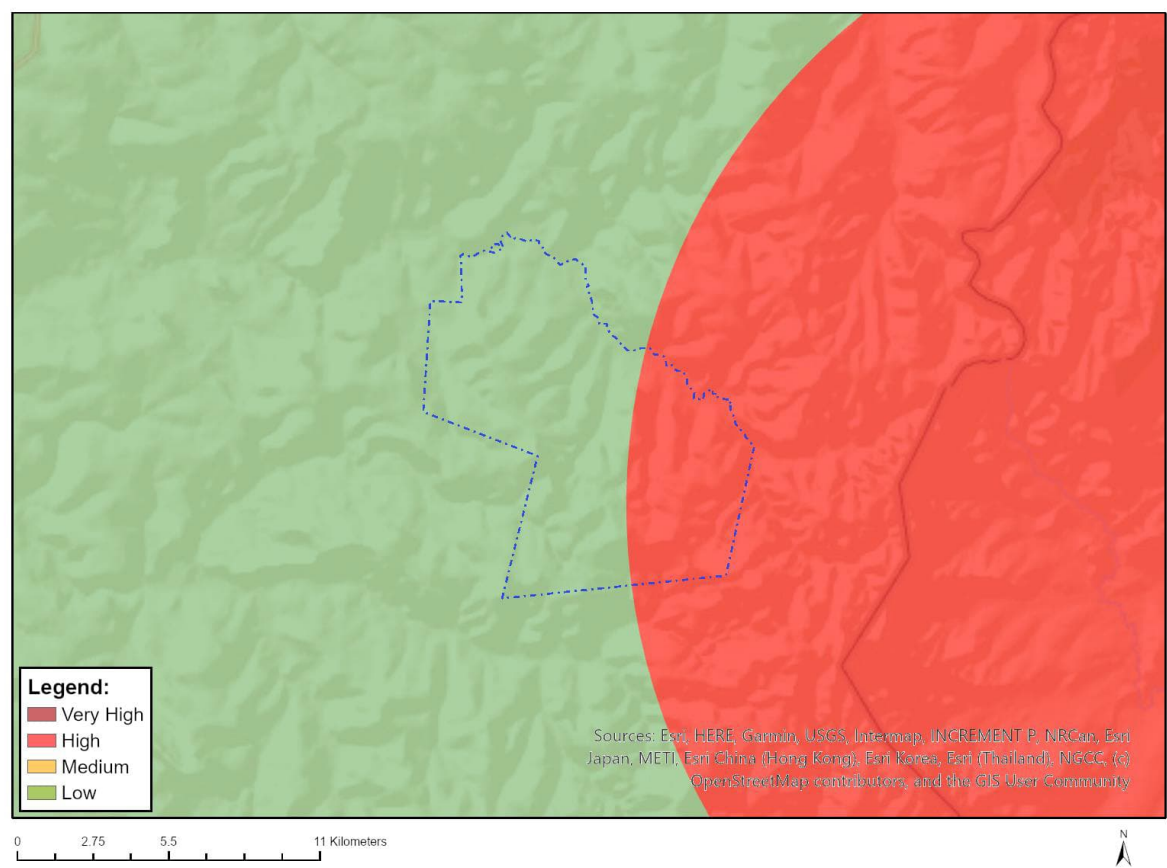 Legend:
Very High
High
Medium
Low
Sources: Esri, HERE, Garmin, USGS, Intermap, INCREMENT P, NRCan, Esri
Japan, METI, Esri China (Hong Kong), Esri Korea, Esri (Thailand), NGCC, (c)
OpenStreetMap contributors, and the GIS User Community
0 2.75 5.5 11 Kilometers
N